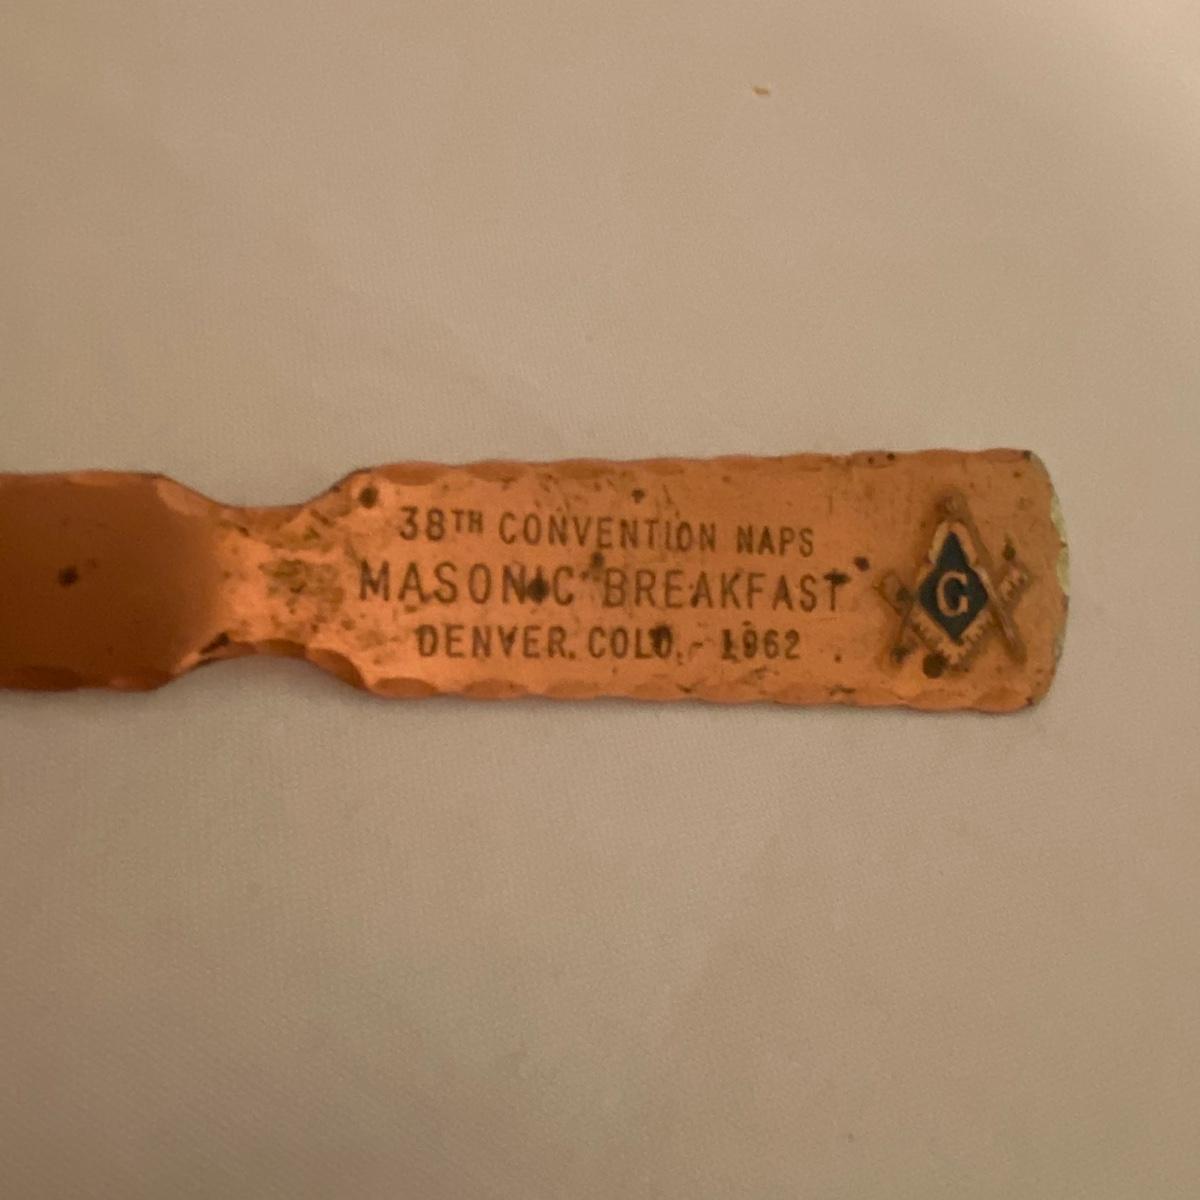 38TH CONVENTION NAPS
MASONIC BREAKFAST
DENVER, COLO. - 1962
G